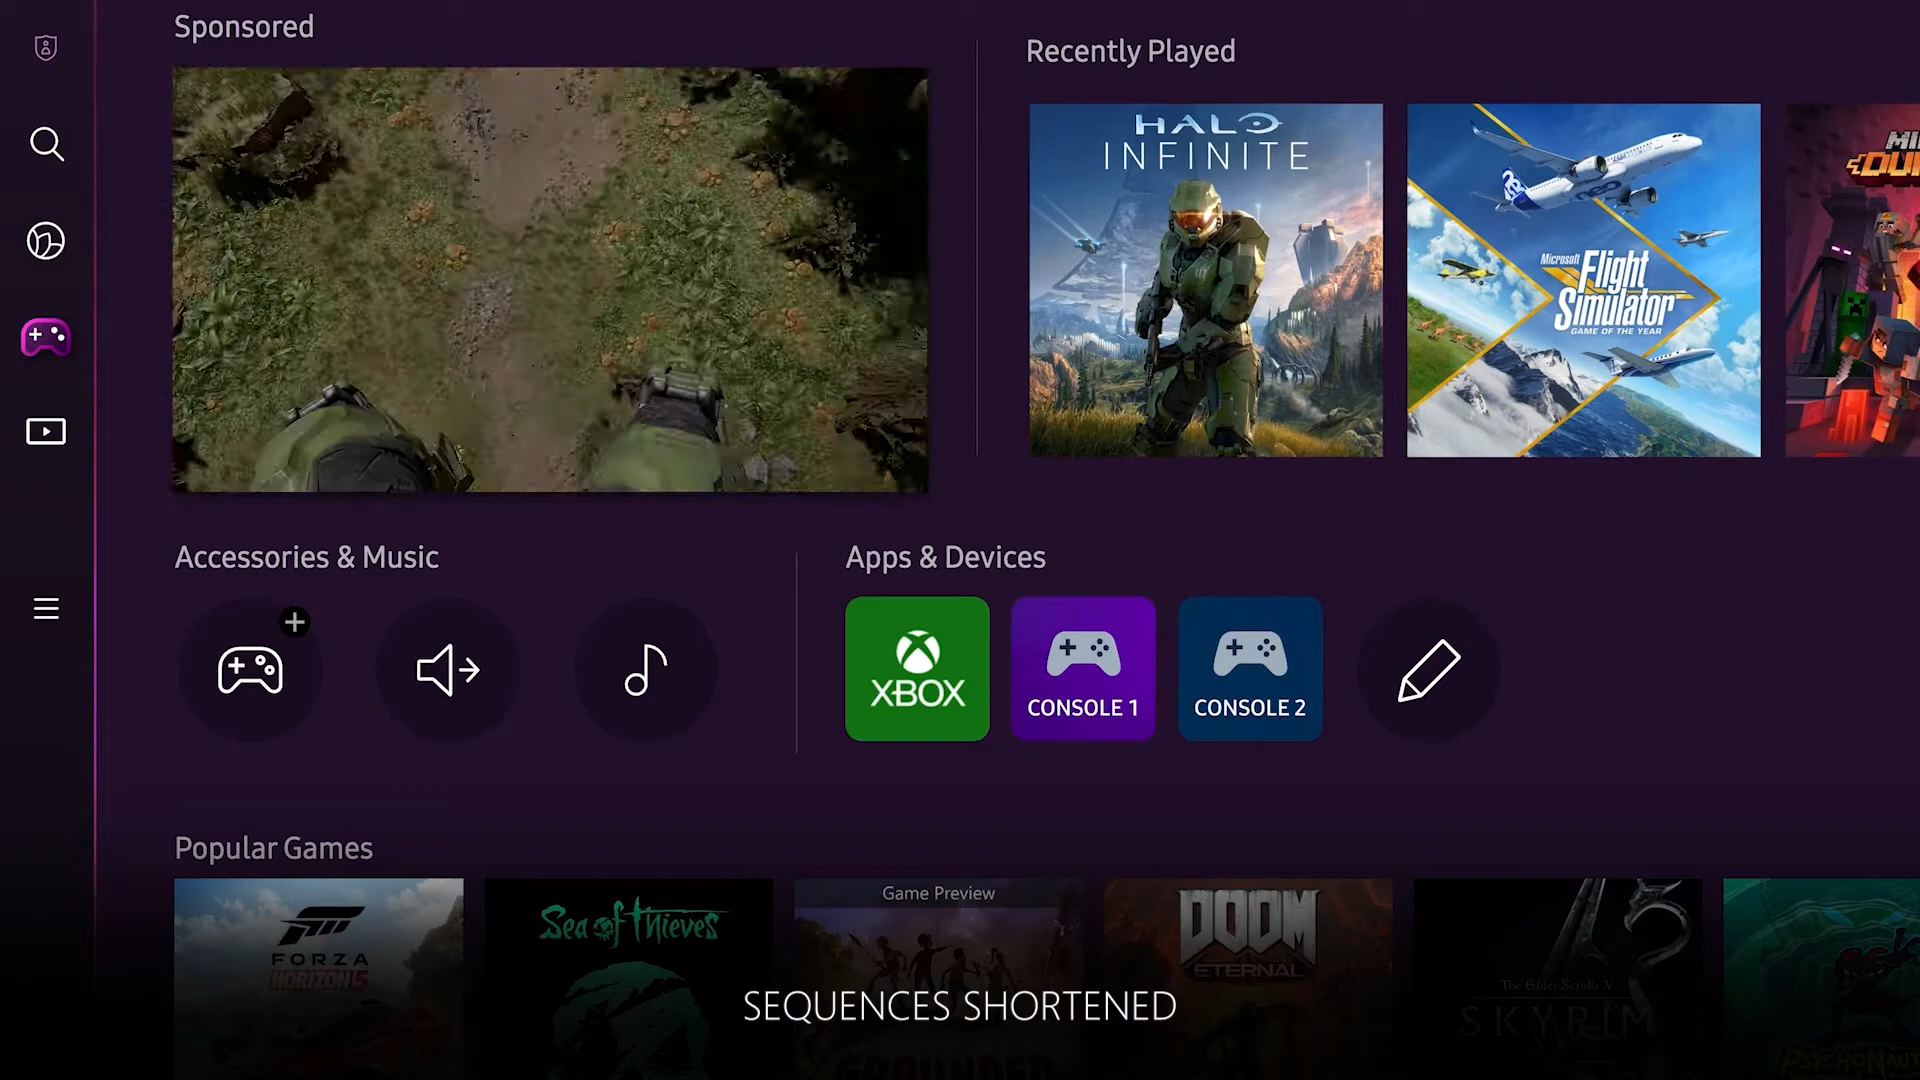 Sponsored
Recently Played
HALO
INFINITE
Microsoft
Flight
Simulator
GAME OF THE YEAR
Accessories & Music
Apps & Devices
XBOX
CONSOLE 1
CONSOLE 2
Popular Games
FORZA
HORIZON 5
Sea of Thieves
Game Preview
GROUNDED
DOOM
ETERNAL
The Elder Scrolls V
SKYRIM
SEQUENCES SHORTENED